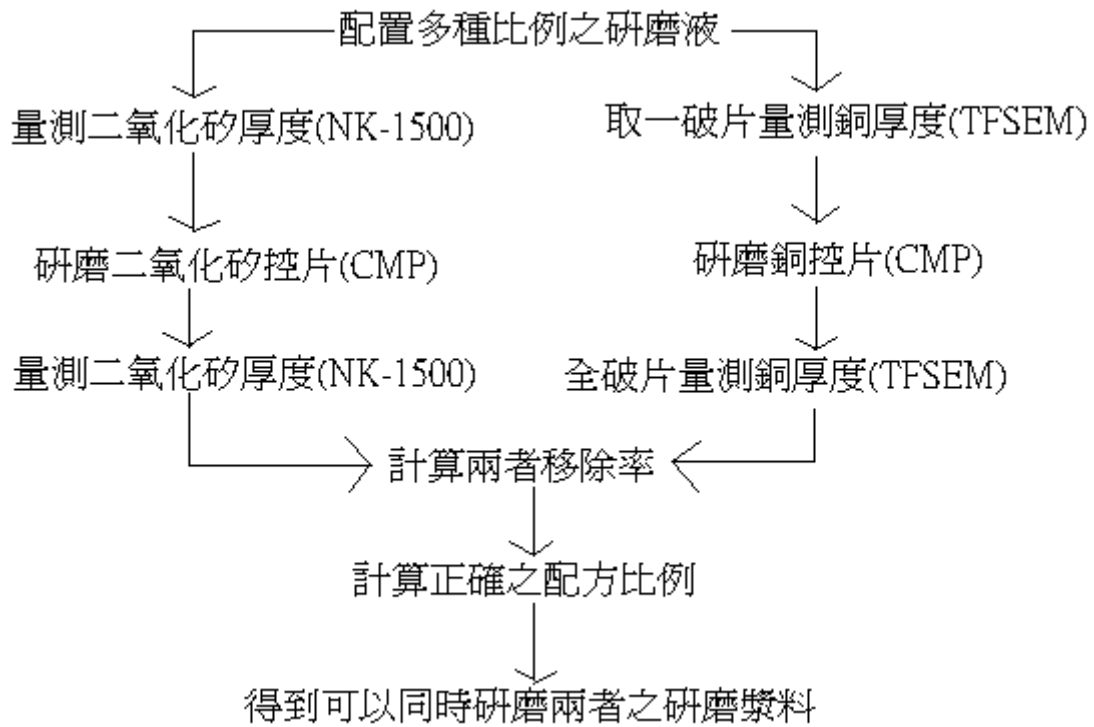 配置多種比例之研磨液
量測二氧化矽厚度(NK-1500)
取一破片量測銅厚度(TFSEM)
研磨二氧化矽控片(CMP)
研磨銅控片(CMP)
量測二氧化矽厚度(NK-1500)
全破片量測銅厚度(TFSEM)
計算兩者移除率
計算正確之配方比例
得到可以同時研磨兩者之研磨漿料